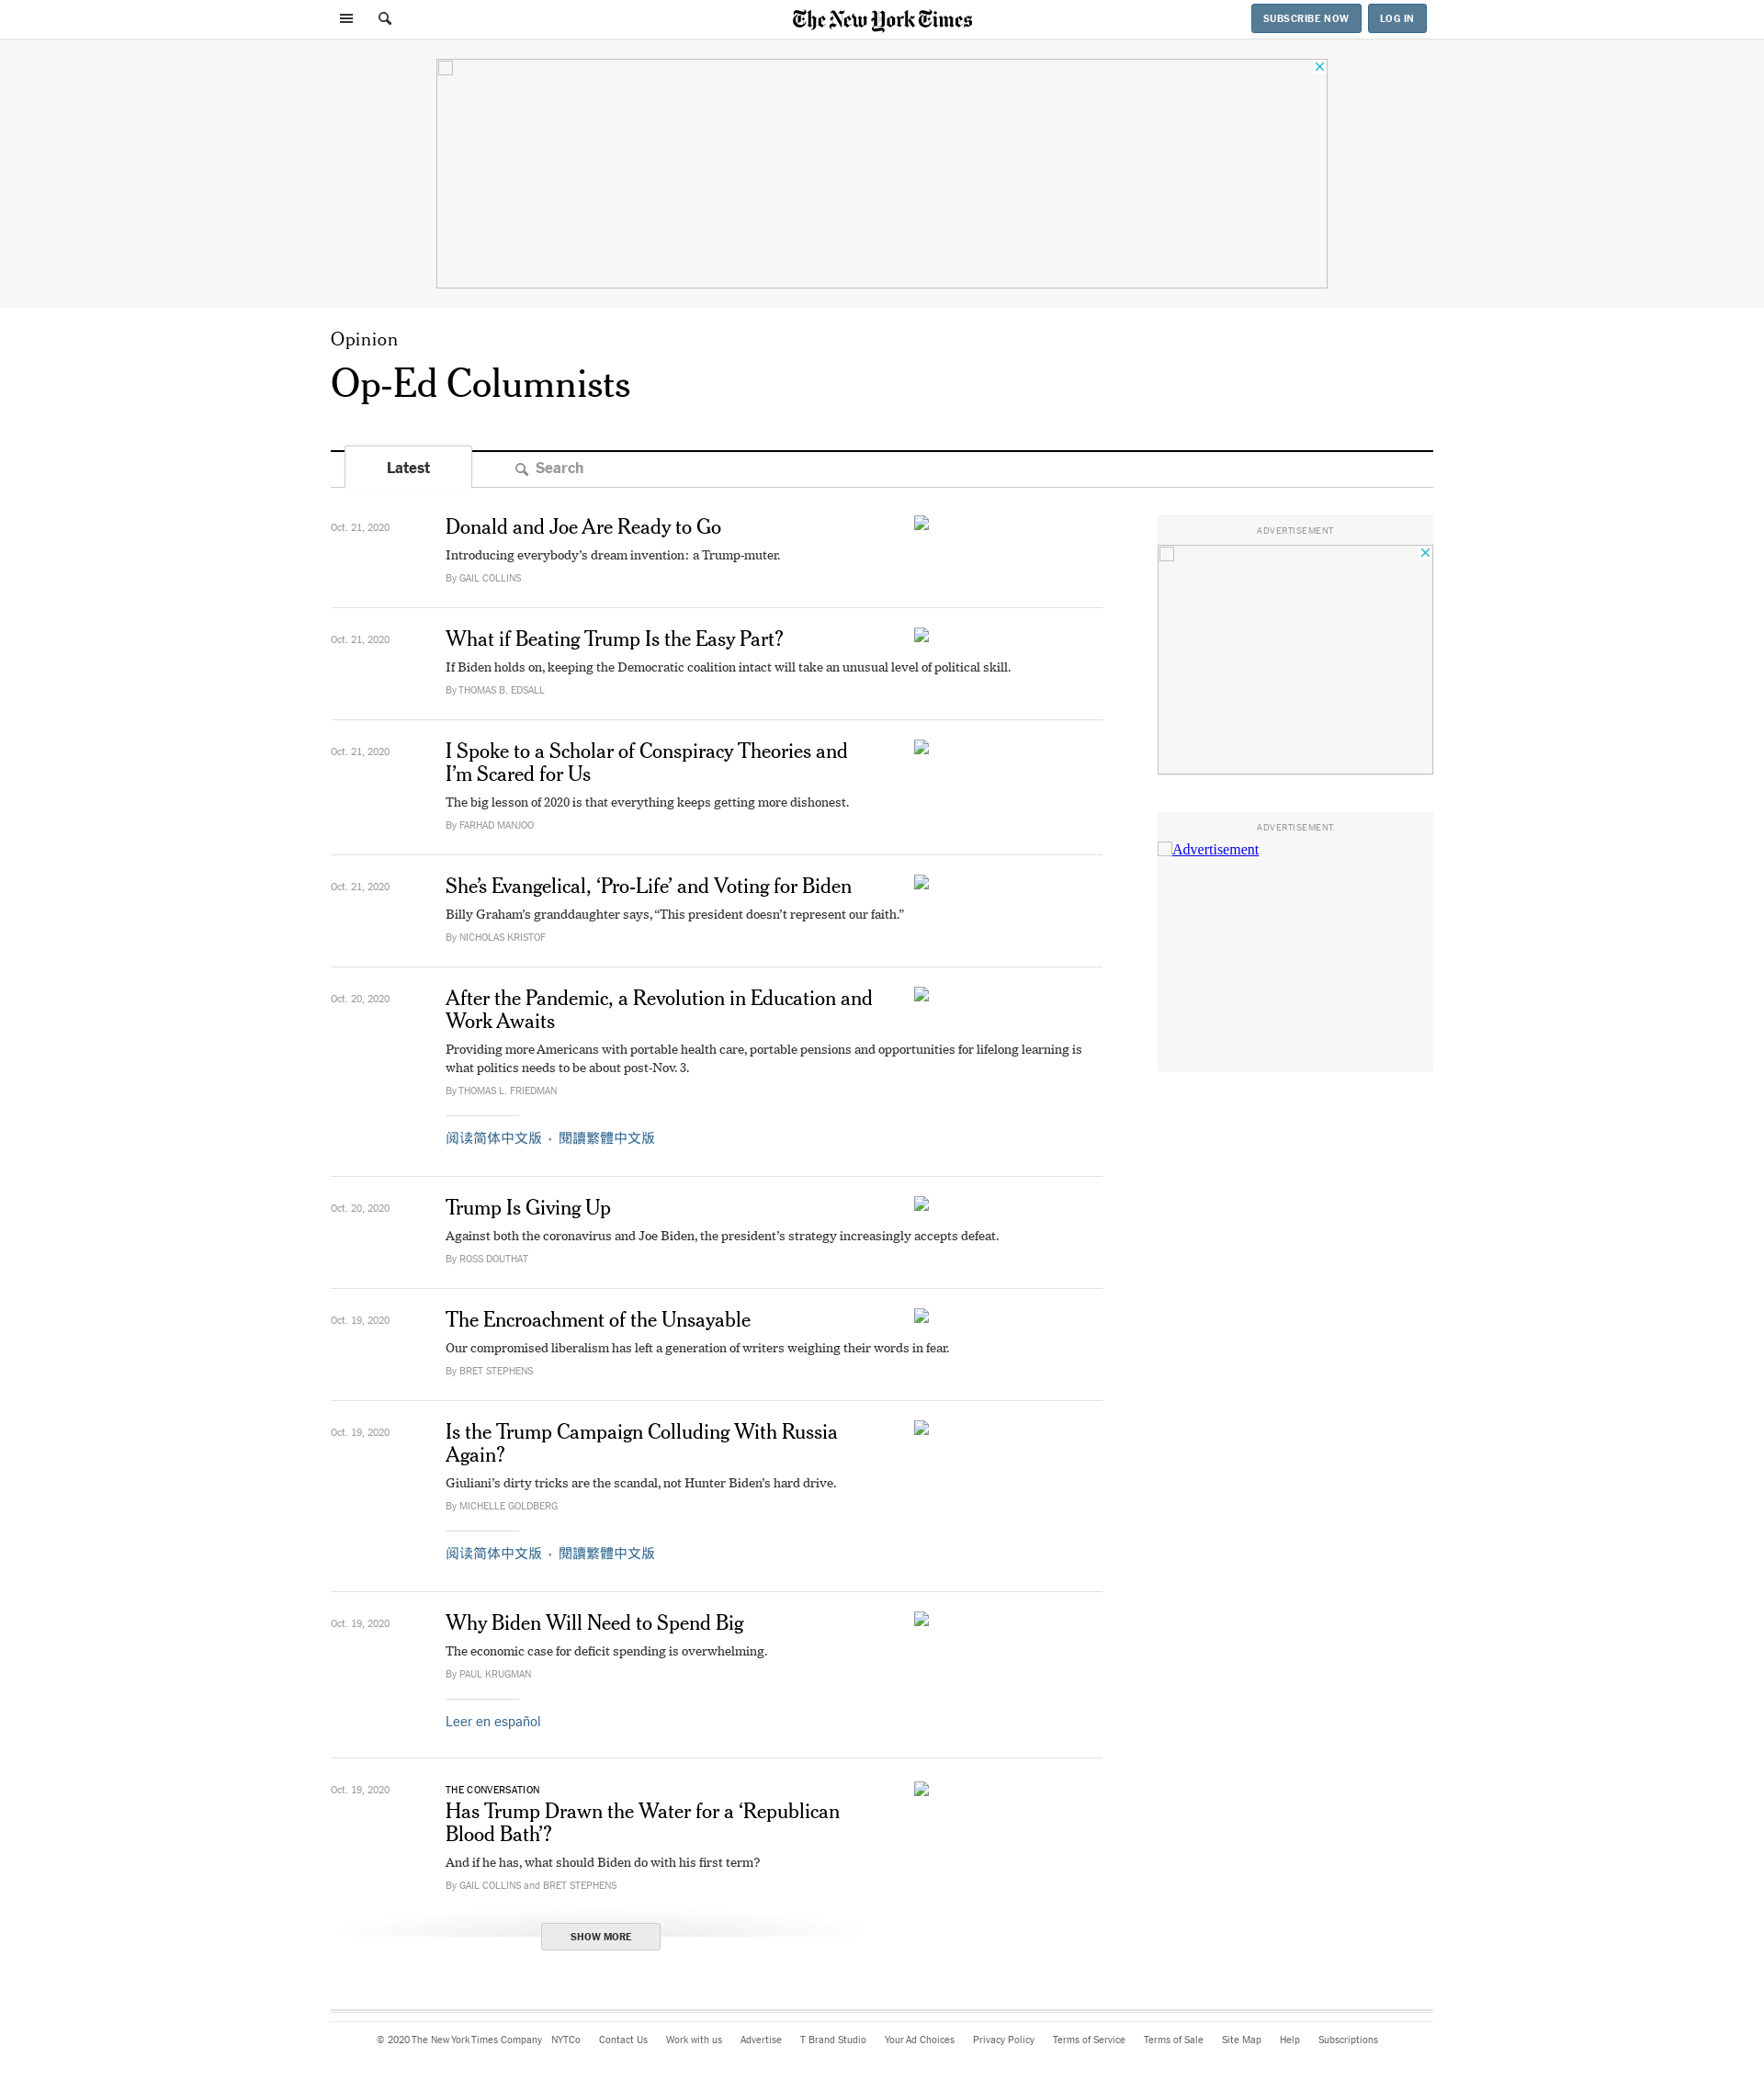 The New York Times
SUBSCRIBE NOW
LOG IN
Opinion
Op-Ed Columnists
Latest
Search
Oct. 21, 2020
Donald and Joe Are Ready to Go
Introducing everybody’s dream invention: a Trump-muter.
By GAIL COLLINS
Oct. 21, 2020
What if Beating Trump Is the Easy Part?
If Biden holds on, keeping the Democratic coalition intact will take an unusual level of political skill.
By THOMAS B. EDSALL
Oct. 21, 2020
I Spoke to a Scholar of Conspiracy Theories and
I’m Scared for Us
The big lesson of 2020 is that everything keeps getting more dishonest.
By FARHAD MANJOO
Oct. 21, 2020
She’s Evangelical, ‘Pro-Life’ and Voting for Biden
Billy Graham’s granddaughter says, “This president doesn’t represent our faith.”
By NICHOLAS KRISTOF
Oct. 20, 2020
After the Pandemic, a Revolution in Education and
Work Awaits
Providing more Americans with portable health care, portable pensions and opportunities for lifelong learning is
what politics needs to be about post-Nov. 3.
By THOMAS L. FRIEDMAN
阅读简体中文版 • 閱讀繁體中文版
Oct. 20, 2020
Trump Is Giving Up
Against both the coronavirus and Joe Biden, the president’s strategy increasingly accepts defeat.
By ROSS DOUTHAT
Oct. 19, 2020
The Encroachment of the Unsayable
Our compromised liberalism has left a generation of writers weighing their words in fear.
By BRET STEPHENS
Oct. 19, 2020
Is the Trump Campaign Colluding With Russia
Again?
Giuliani’s dirty tricks are the scandal, not Hunter Biden’s hard drive.
By MICHELLE GOLDBERG
阅读简体中文版 • 閱讀繁體中文版
Oct. 19, 2020
Why Biden Will Need to Spend Big
The economic case for deficit spending is overwhelming.
By PAUL KRUGMAN
Leer en español
Oct. 19, 2020
THE CONVERSATION
Has Trump Drawn the Water for a ‘Republican
Blood Bath’?
And if he has, what should Biden do with his first term?
By GAIL COLLINS and BRET STEPHENS
SHOW MORE
ADVERTISEMENT
ADVERTISEMENT
Advertisement
© 2020 The New York Times Company NYTCo Contact Us Work with us Advertise T Brand Studio Your Ad Choices Privacy Policy Terms of Service Terms of Sale Site Map Help Subscriptions